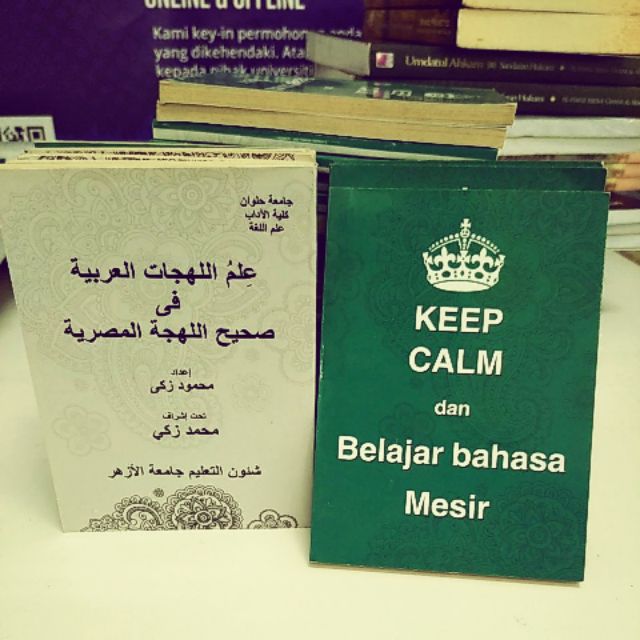 ONLINE & OFFLINE
Kami key-in permohon
anda
yang dikehendaki. Ata
kepada pihak universiti
Umdatul Ahkam
جامعة حلوان
كلية الآداب
علم اللغة
عِلمُ اللهجات العربية
فى
صحيح اللهجة المصرية
إعداد
محمود زكى
تحت إشراف
محمد زكي
شئون التعليم جامعة الأزهر
KEEP
CALM
dan
Belajar bahasa
Mesir